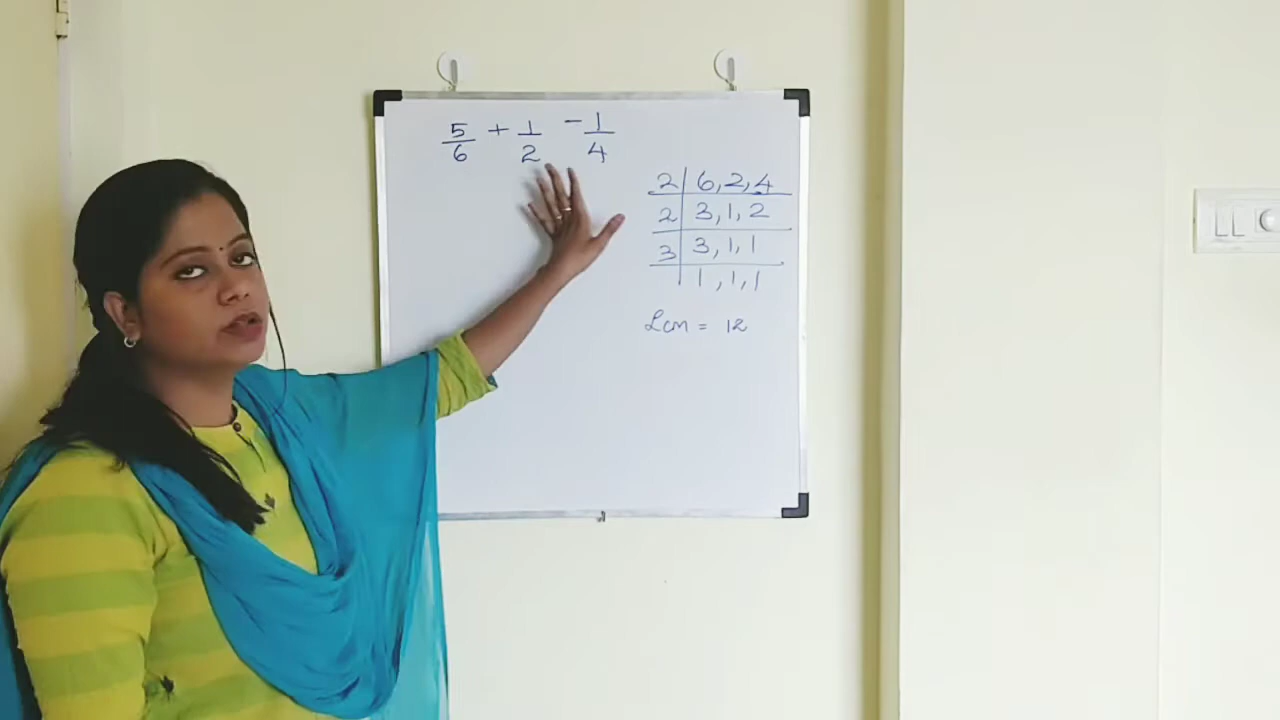 5/6 + 1/2 - 1/4
2 | 6, 2, 4
2 | 3, 1, 2
3 | 3, 1, 1
| 1, 1, 1
Lcm = 12